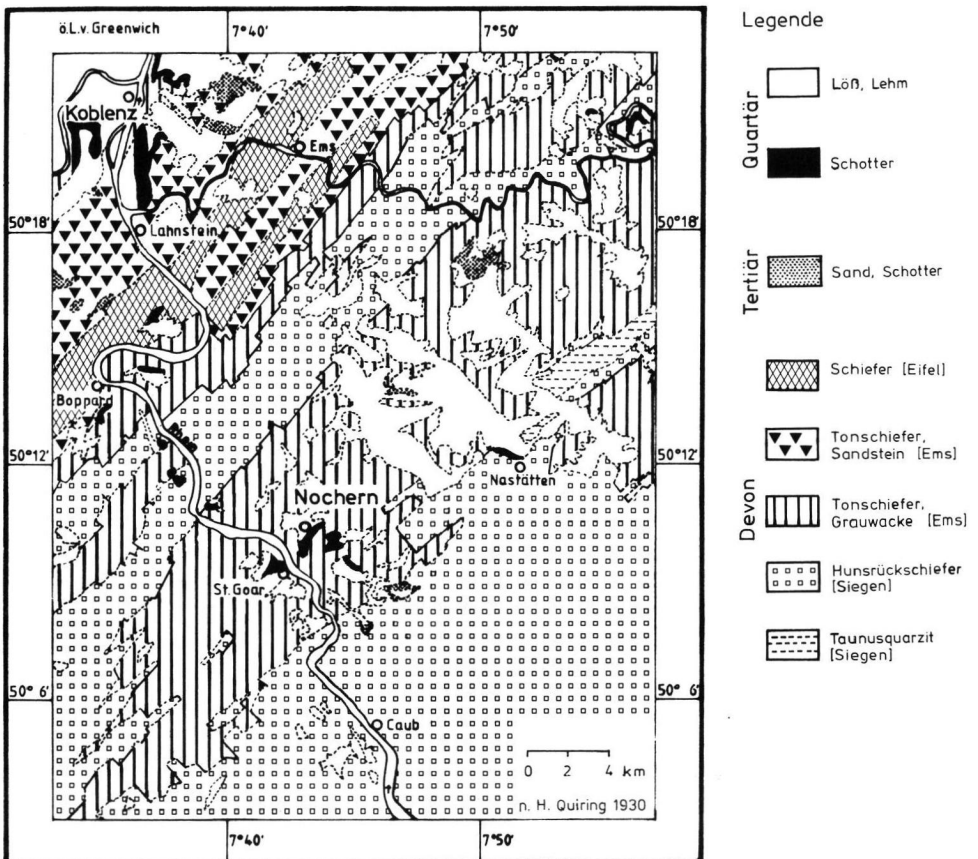 ö.L.v. Greenwich
7°40'
7°50'
Koblenz
Ems
50°18'
50°18'
Lahnstein
Boppard
Rhein
50°12'
50°12'
Nastätten
Nochern
St. Goar
50° 6'
50° 6'
Caub
0 2 4 km
n. H. Quiring 1930
7°40'
7°50'
Legende
Quartär
Löß, Lehm
Schotter
Tertiär
Sand, Schotter
Devon
Schiefer [Eifel]
Tonschiefer,
Sandstein [Ems]
Tonschiefer,
Grauwacke [Ems]
Hunsrückschiefer
[Siegen]
Taunusquarzit
[Siegen]